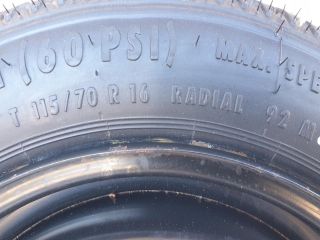 (60 PSI) MAX. SPE
T 115/70 R 16 RADIAL 92 M